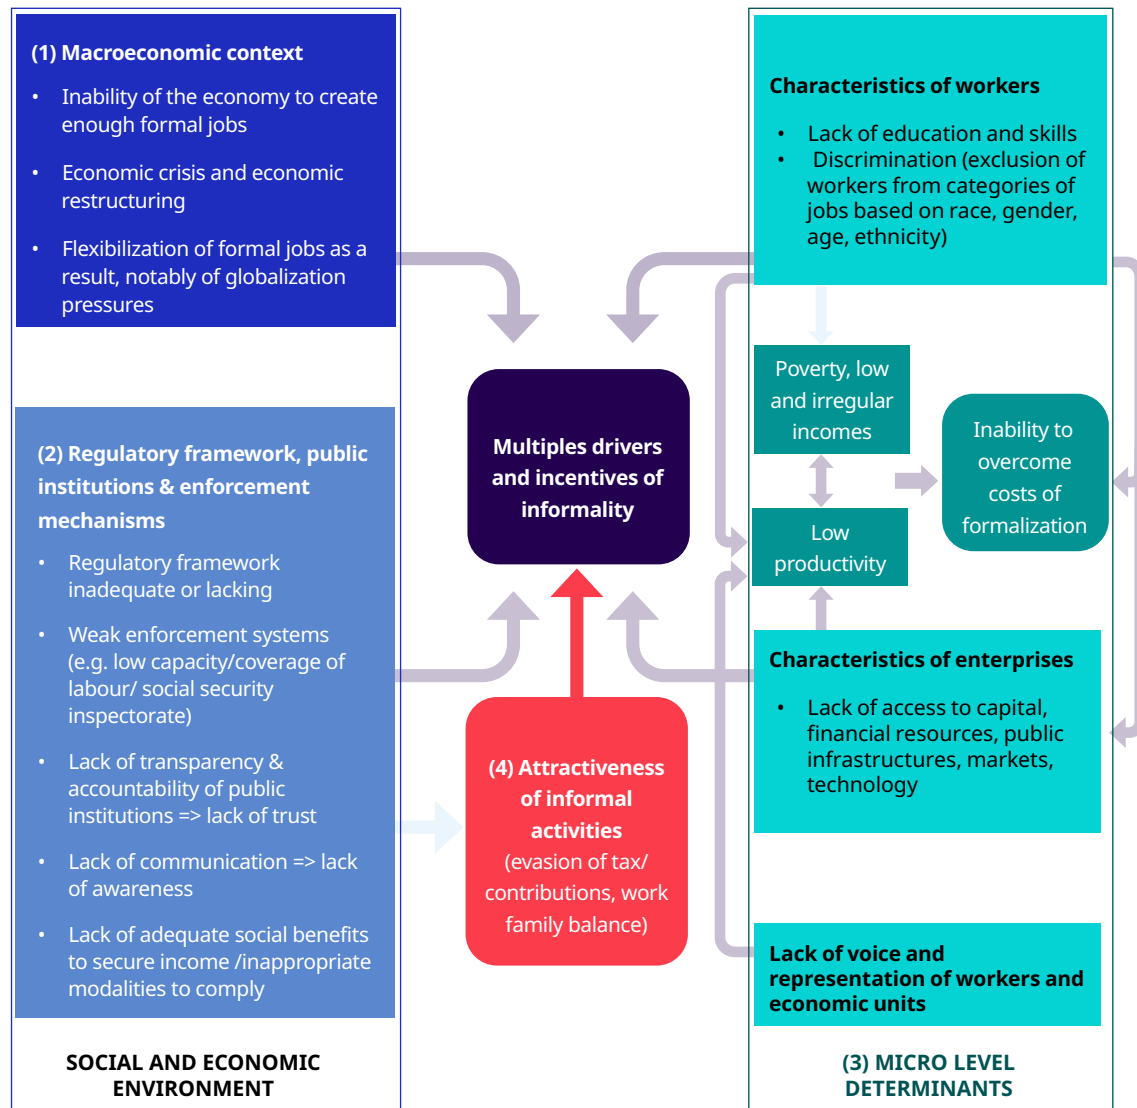 (1) Macroeconomic context
• Inability of the economy to create
enough formal jobs
• Economic crisis and economic
restructuring
• Flexibilization of formal jobs as a
result, notably of globalization
pressures
(2) Regulatory framework, public
institutions & enforcement
mechanisms
• Regulatory framework
inadequate or lacking
• Weak enforcement systems
(e.g. low capacity/coverage of
labour/ social security
inspectorate)
• Lack of transparency &
accountability of public
institutions => lack of trust
• Lack of communication => lack
of awareness
• Lack of adequate social benefits
to secure income /inappropriate
modalities to comply
SOCIAL AND ECONOMIC
ENVIRONMENT
Multiples drivers
and incentives of
informality
(4) Attractiveness
of informal
activities
(evasion of tax/
contributions, work
family balance)
Characteristics of workers
• Lack of education and skills
• Discrimination (exclusion of
workers from categories of
jobs based on race, gender,
age, ethnicity)
Poverty, low
and irregular
incomes
Low
productivity
Inability to
overcome
costs of
formalization
Characteristics of enterprises
• Lack of access to capital,
financial resources, public
infrastructures, markets,
technology
Lack of voice and
representation of workers and
economic units
(3) MICRO LEVEL
DETERMINANTS